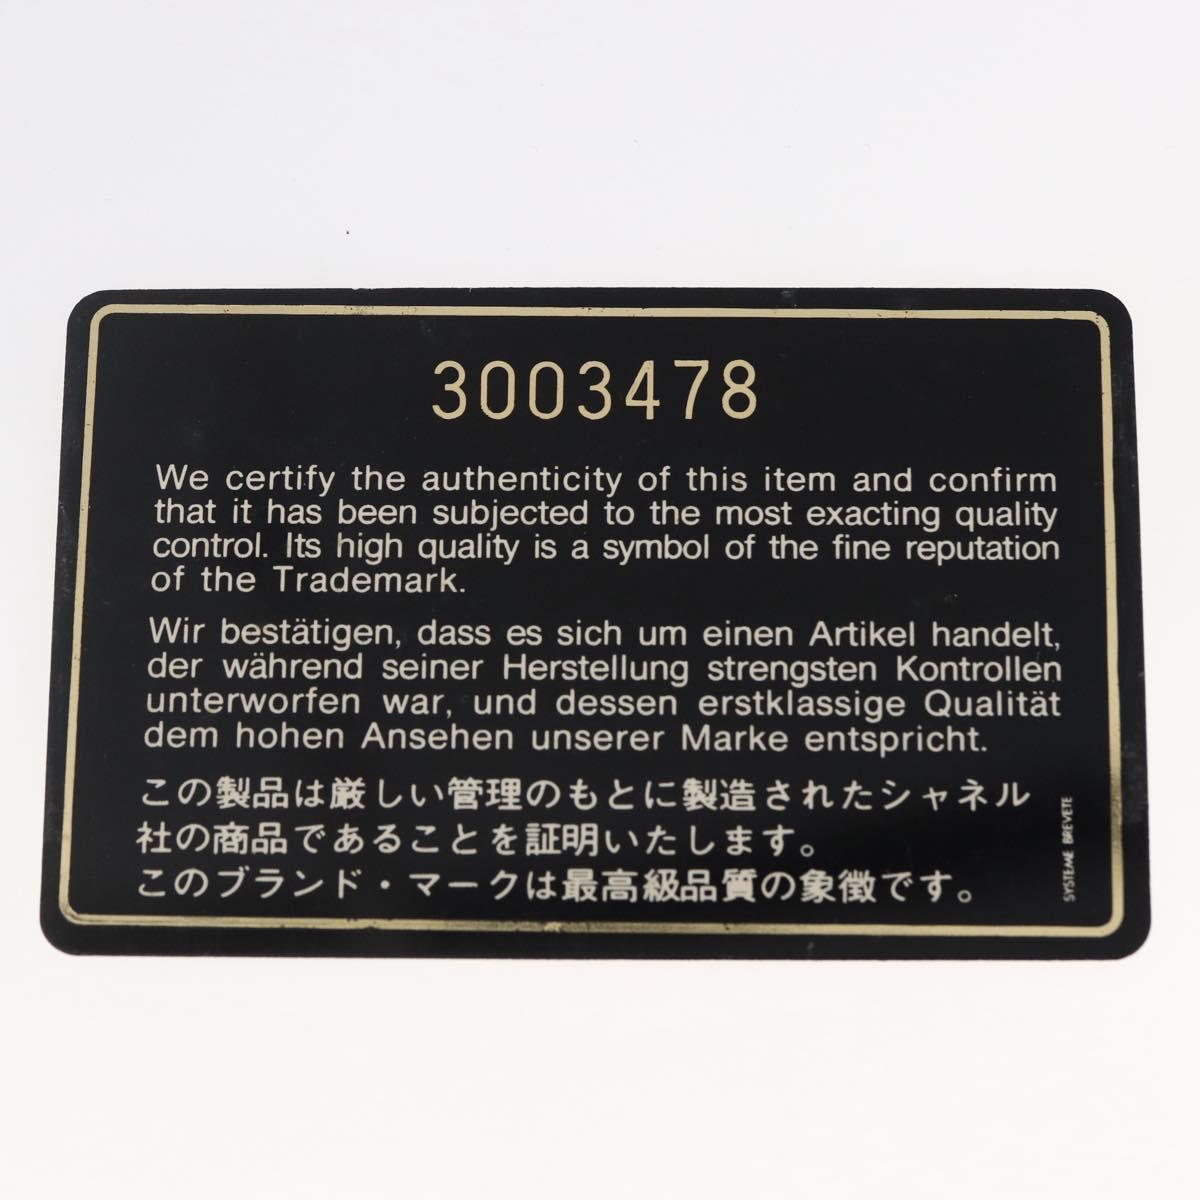 3003478
We certify the authenticity of this item and confirm
that it has been subjected to the most exacting quality
control. Its high quality is a symbol of the fine reputation
of the Trademark.
Wir bestätigen, dass es sich um einen Artikel handelt,
der während seiner Herstellung strengsten Kontrollen
unterworfen war, und dessen erstklassige Qualität
dem hohen Ansehen unserer Marke entspricht.
この製品は厳しい管理のもとに製造されたシャネル
社の商品であることを証明いたします。
このブランド・マークは最高級品質の象徴です。
SYSTEME BREVETE